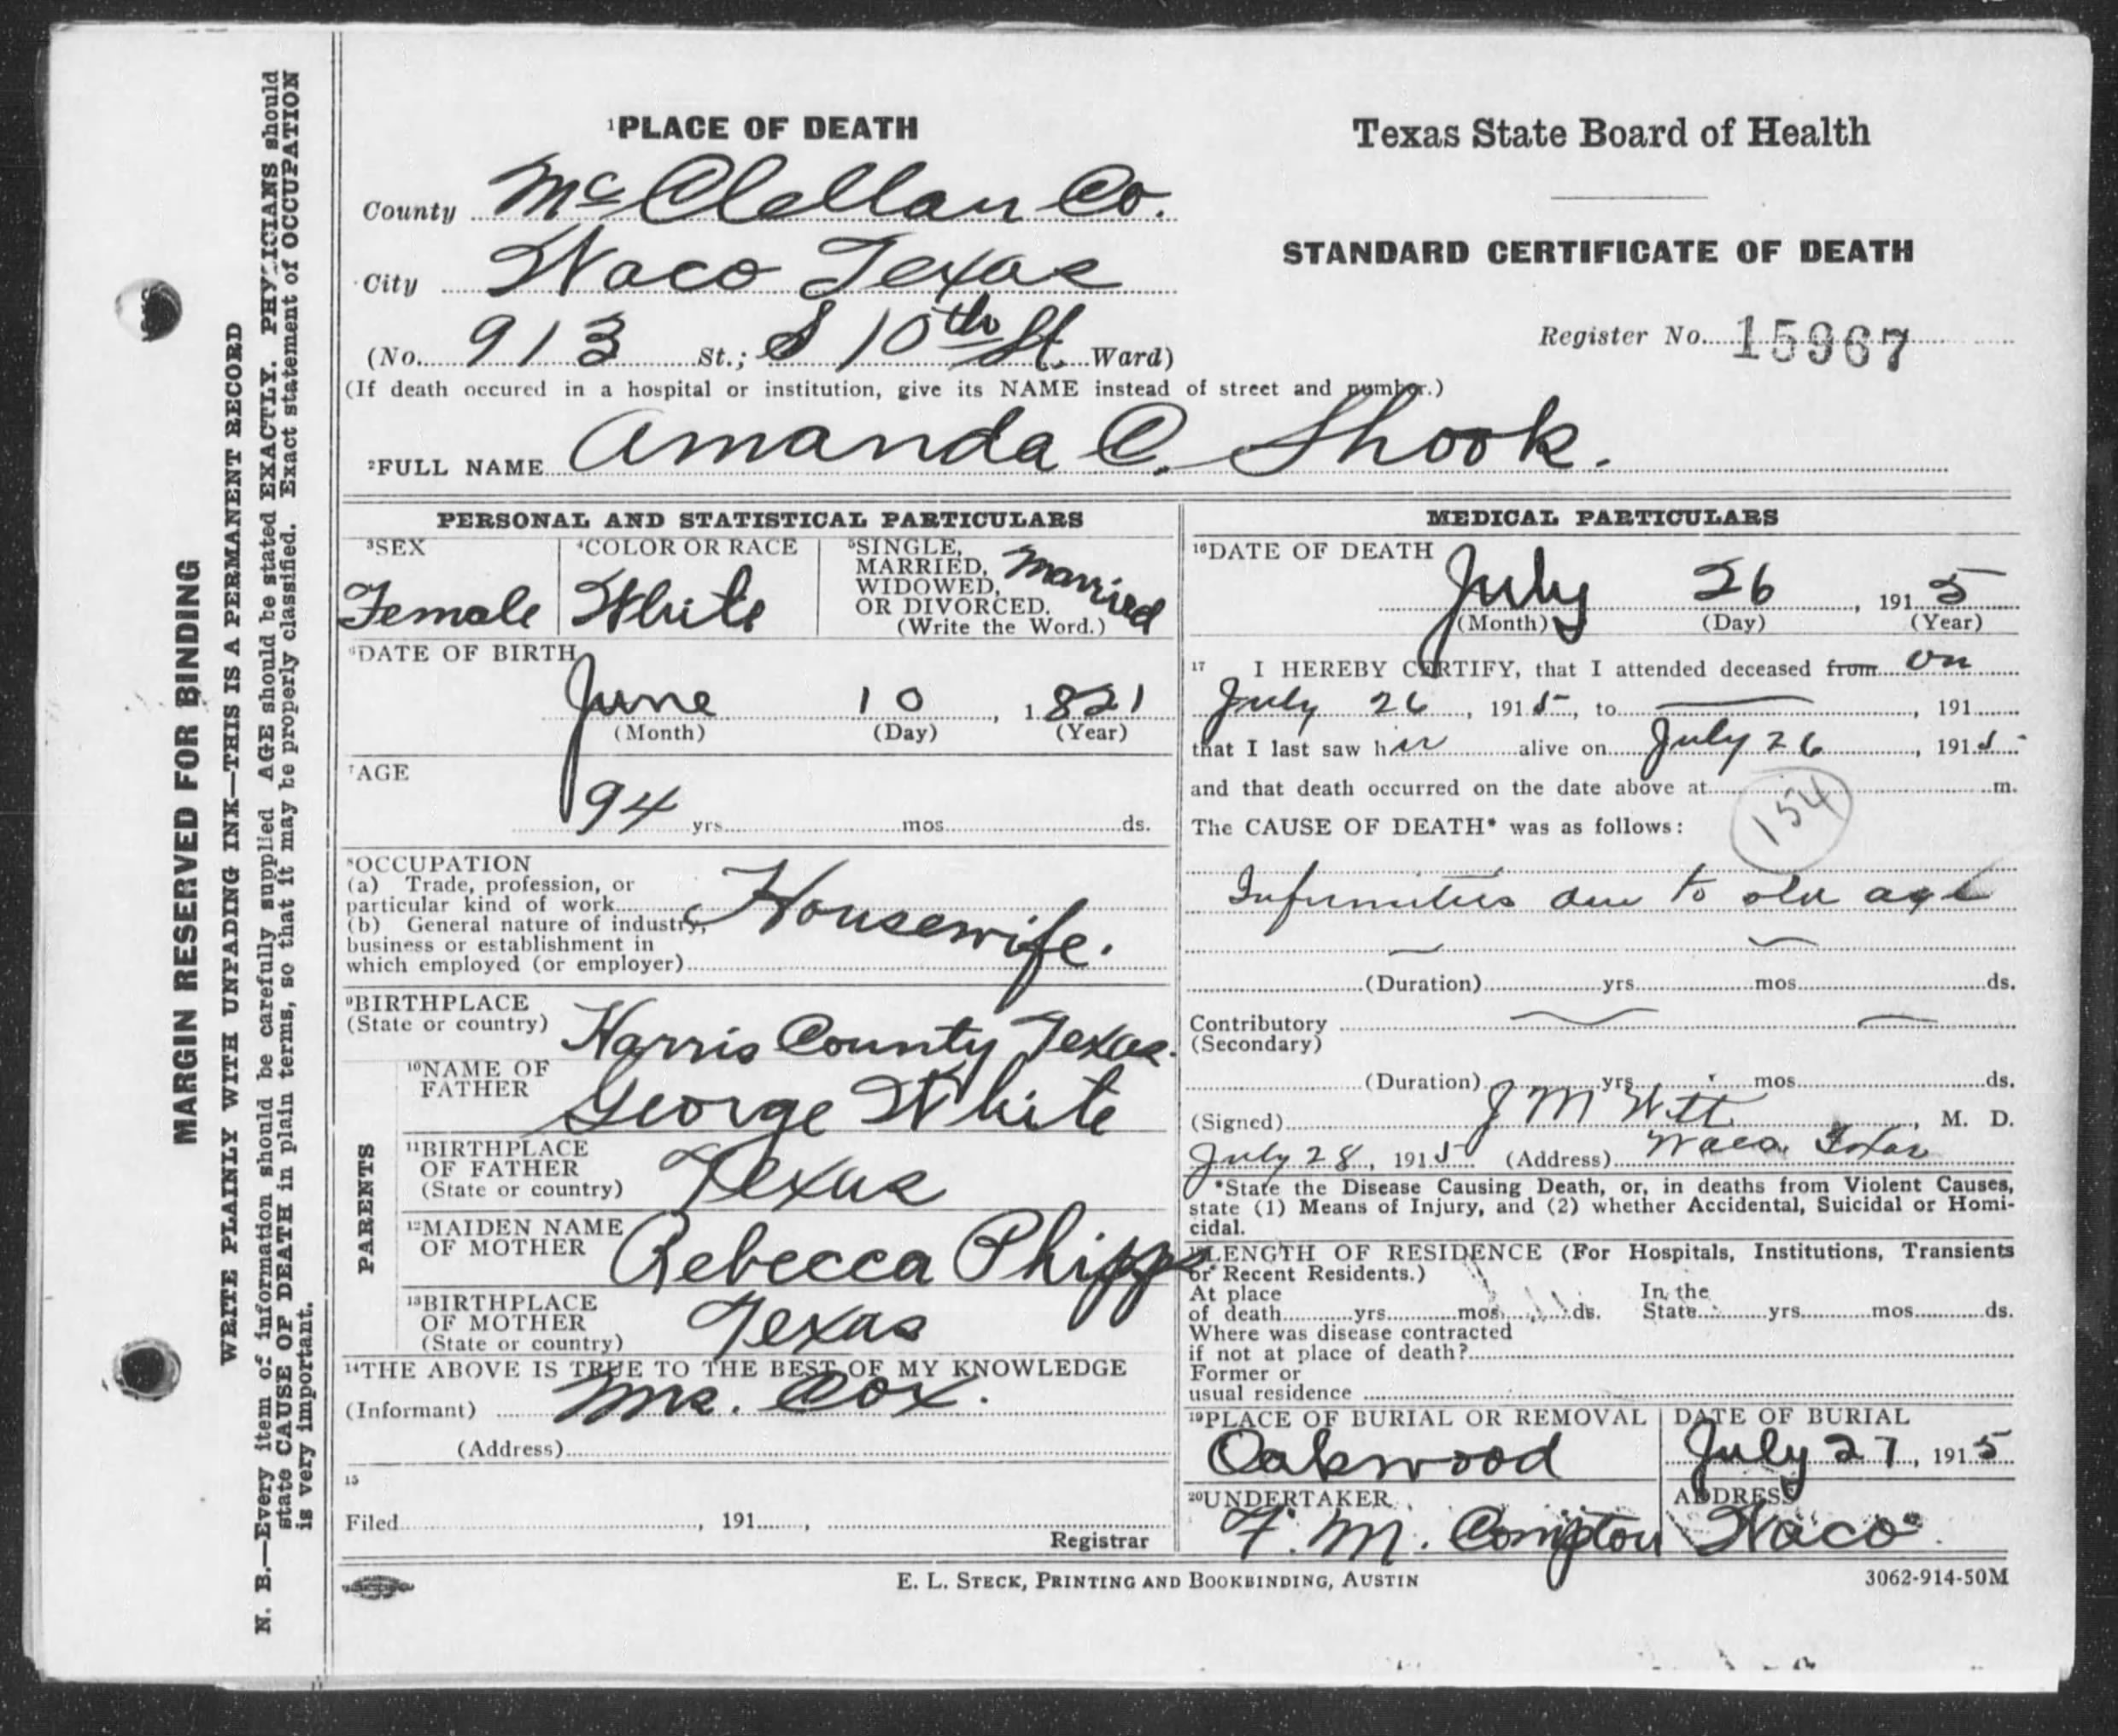 MARGIN RESERVED FOR BINDING
WRITE PLAINLY WITH UNFADING INK—THIS IS A PERMANENT RECORD
N. B.—Every item of information should be carefully supplied AGE should be stated EXACTLY. PHYSICIANS should
state CAUSE OF DEATH in plain terms, so that it may be properly classified. Exact statement of OCCUPATION
is very important.
1PLACE OF DEATH
County McClellan Co.
City Waco Texas
(No. 913 St.; S 10th St. Ward)
(If death occured in a hospital or institution, give its NAME instead of street and number.)
Texas State Board of Health
STANDARD CERTIFICATE OF DEATH
Register No. 15967
2FULL NAME Amanda C. Shook.
PERSONAL AND STATISTICAL PARTICULARS
3SEX
Female
4COLOR OR RACE
White
5SINGLE,
MARRIED,
WIDOWED,
OR DIVORCED.
(Write the Word.)
married
6DATE OF BIRTH
June 10, 1821
(Month) (Day) (Year)
7AGE
94 yrs. mos. ds.
8OCCUPATION
(a) Trade, profession, or
particular kind of work
(b) General nature of industry,
business or establishment in
which employed (or employer)
Housewife.
9BIRTHPLACE
(State or country) Harris County Texas.
PARENTS
10NAME OF
FATHER George White
11BIRTHPLACE
OF FATHER
(State or country) Texas
12MAIDEN NAME
OF MOTHER Rebecca Phipps
13BIRTHPLACE
OF MOTHER
(State or country) Texas
14THE ABOVE IS TRUE TO THE BEST OF MY KNOWLEDGE
(Informant) Mrs. Cox.
(Address)
15
Filed , 191 ,
Registrar
MEDICAL PARTICULARS
16DATE OF DEATH
July 26, 1915
(Month) (Day) (Year)
17 I HEREBY CERTIFY, that I attended deceased from on
July 26, 1915, to — , 191
that I last saw her alive on July 26, 1915
and that death occurred on the date above at m.
154
The CAUSE OF DEATH* was as follows:
Infirmities due to old age
(Duration) yrs. mos. ds.
Contributory
(Secondary)
(Duration) yrs. mos. ds.
(Signed) J M Witt, M. D.
July 28, 1915 (Address) Waco Texas
*State the Disease Causing Death, or, in deaths from Violent Causes,
state (1) Means of Injury, and (2) whether Accidental, Suicidal or Homi-
cidal.
LENGTH OF RESIDENCE (For Hospitals, Institutions, Transients
or Recent Residents.)
At place
of death yrs. mos. ds.
In the
State yrs. mos. ds.
Where was disease contracted
if not at place of death?
Former or
usual residence
19PLACE OF BURIAL OR REMOVAL
Oakwood
DATE OF BURIAL
July 27, 1915
20UNDERTAKER
F. M. Compton
ADDRESS
Waco
E. L. STECK, PRINTING AND BOOKBINDING, AUSTIN
3062-914-50M